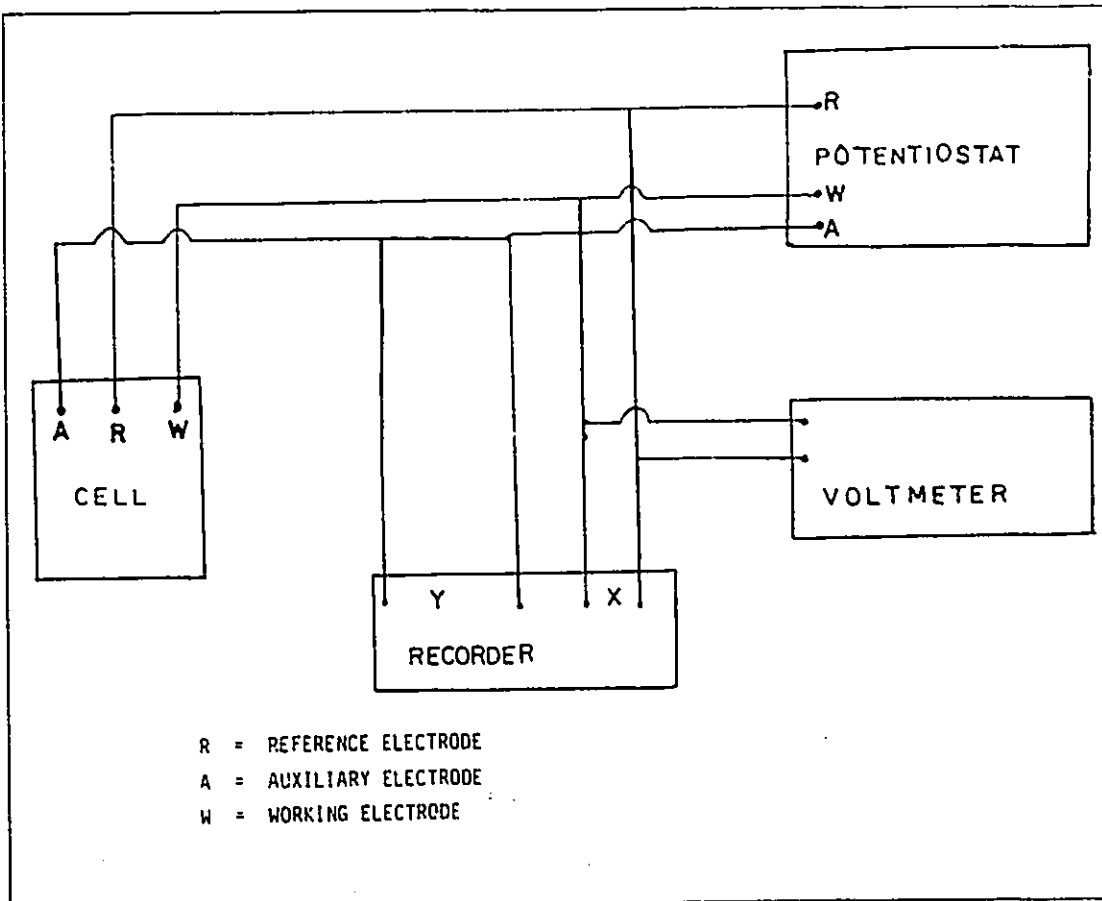 R
POTENTIOSTAT
W
A
A R W
CELL
VOLTMETER
Y X
RECORDER
R = REFERENCE ELECTRODE
A = AUXILIARY ELECTRODE
W = WORKING ELECTRODE